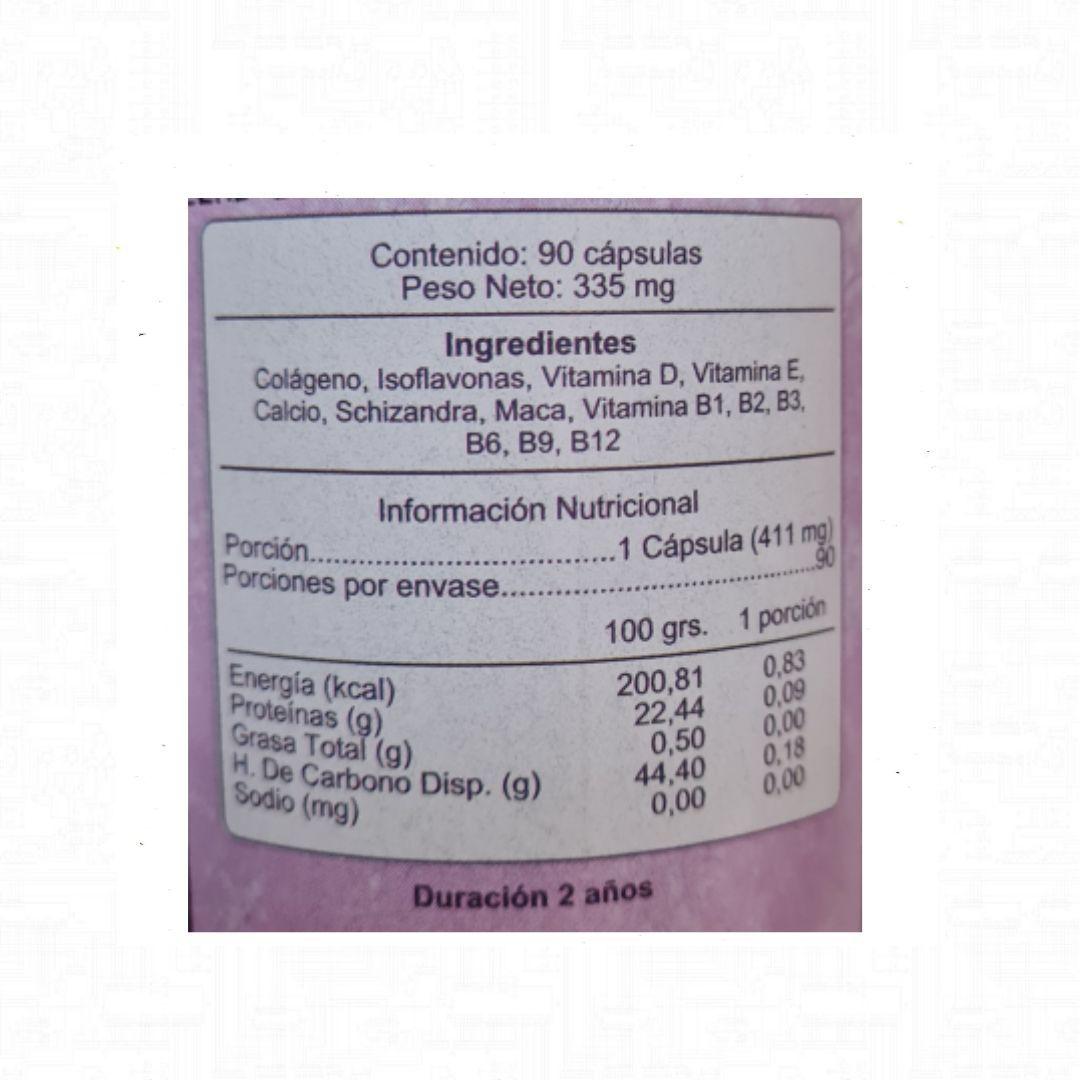 Contenido: 90 cápsulas
Peso Neto: 335 mg
Ingredientes
Colágeno, Isoflavonas, Vitamina D, Vitamina E,
Calcio, Schizandra, Maca, Vitamina B1, B2, B3,
B6, B9, B12
Información Nutricional
Porción..............................1 Cápsula (411 mg)
Porciones por envase................................90
100 grs. 1 porción
Energía (kcal) 200,81 0,83
Proteínas (g) 22,44 0,09
Grasa Total (g) 0,50 0,00
H. De Carbono Disp. (g) 44,40 0,18
Sodio (mg) 0,00 0,00
Duración 2 años